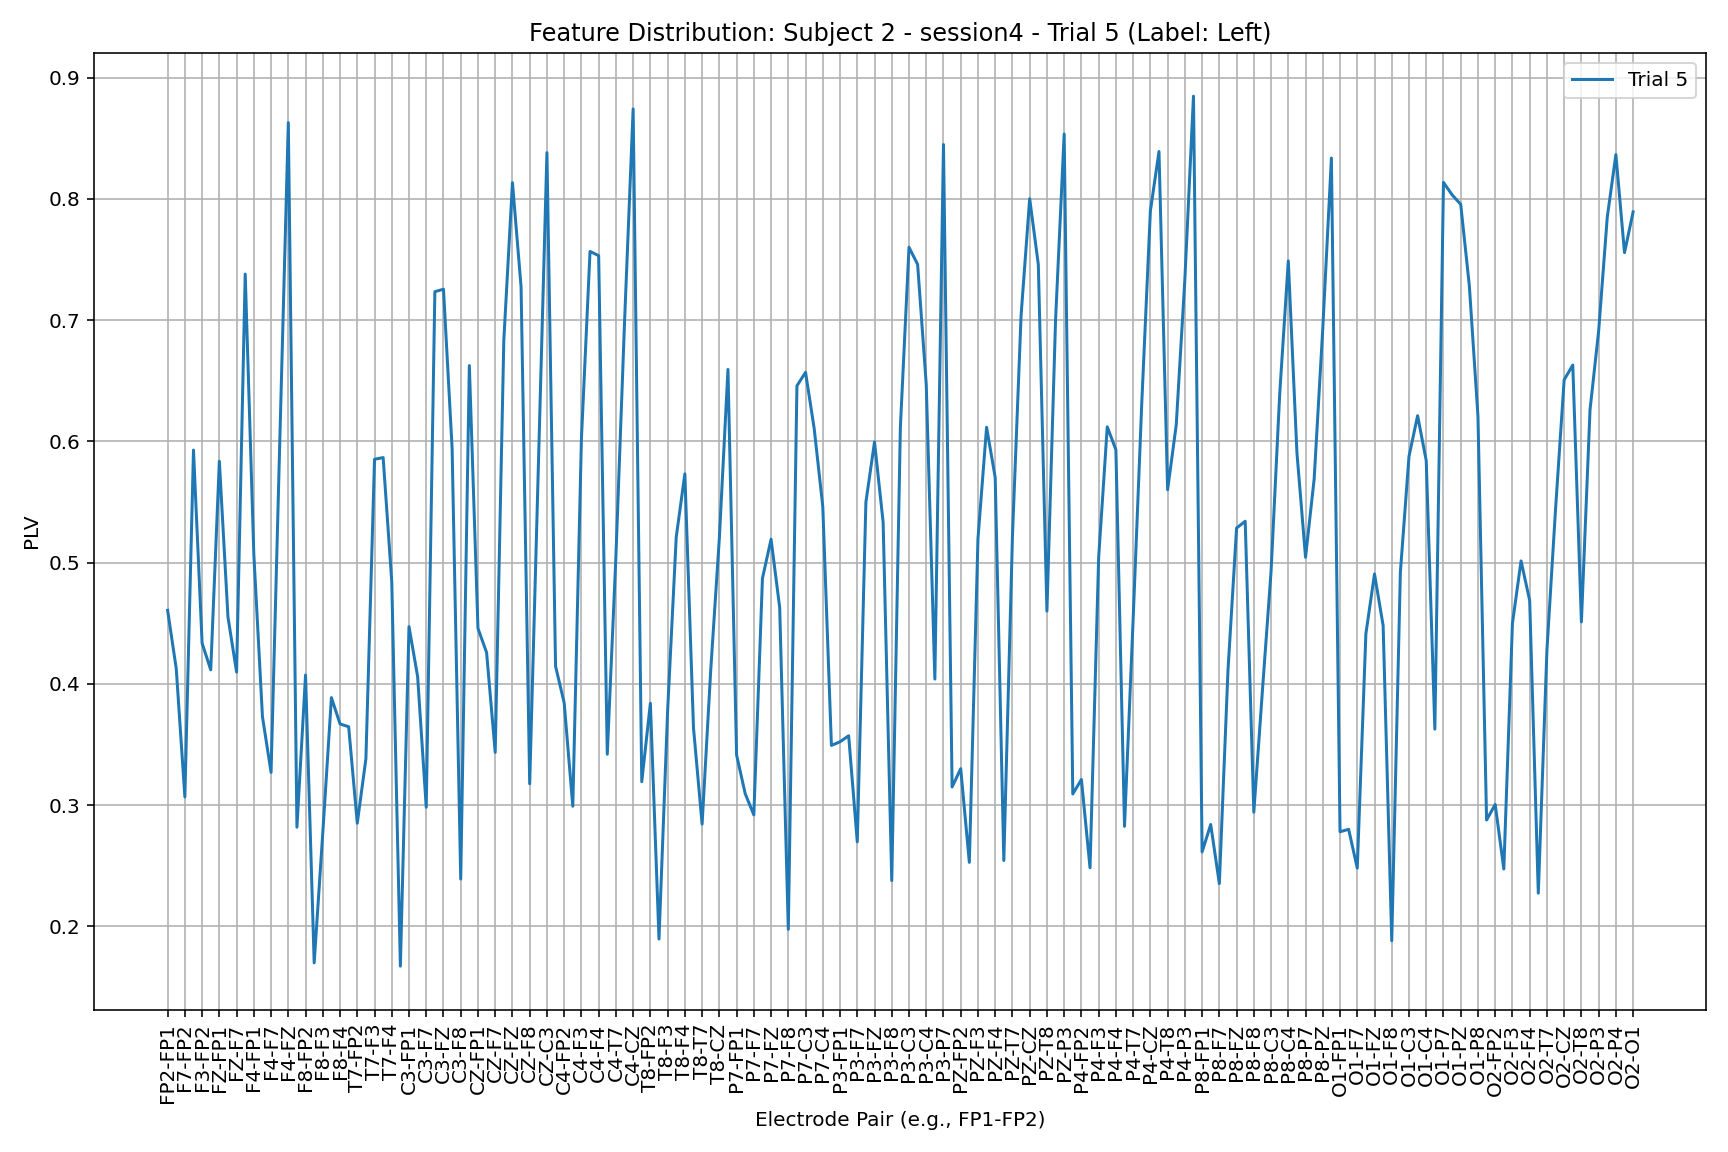 Feature Distribution: Subject 2 - session4 - Trial 5 (Label: Left)
Trial 5
PLV
0.9
0.8
0.7
0.6
0.5
0.4
0.3
0.2
FP2-FP1
F7-FP2
F3-FP2
FZ-FP1
FZ-F7
F4-FP1
F4-F7
F4-FZ
F8-FP2
F8-F3
F8-F4
T7-FP2
T7-F3
T7-F4
C3-FP1
C3-F7
C3-FZ
C3-F8
CZ-FP1
CZ-F7
CZ-FZ
CZ-F8
CZ-C3
C4-FP2
C4-F3
C4-F4
C4-T7
C4-CZ
T8-FP2
T8-F3
T8-F4
T8-T7
T8-CZ
P7-FP1
P7-F7
P7-FZ
P7-F8
P7-C3
P7-C4
P3-FP1
P3-F7
P3-FZ
P3-F8
P3-C3
P3-C4
P3-P7
PZ-FP2
PZ-F3
PZ-F4
PZ-T7
PZ-CZ
PZ-T8
PZ-P3
P4-FP2
P4-F3
P4-F4
P4-T7
P4-CZ
P4-T8
P4-P3
P8-FP1
P8-F7
P8-FZ
P8-F8
P8-C3
P8-C4
P8-P7
P8-PZ
O1-FP1
O1-F7
O1-FZ
O1-F8
O1-C3
O1-C4
O1-P7
O1-PZ
O1-P8
O2-FP2
O2-F3
O2-F4
O2-T7
O2-CZ
O2-T8
O2-P3
O2-P4
O2-O1
Electrode Pair (e.g., FP1-FP2)